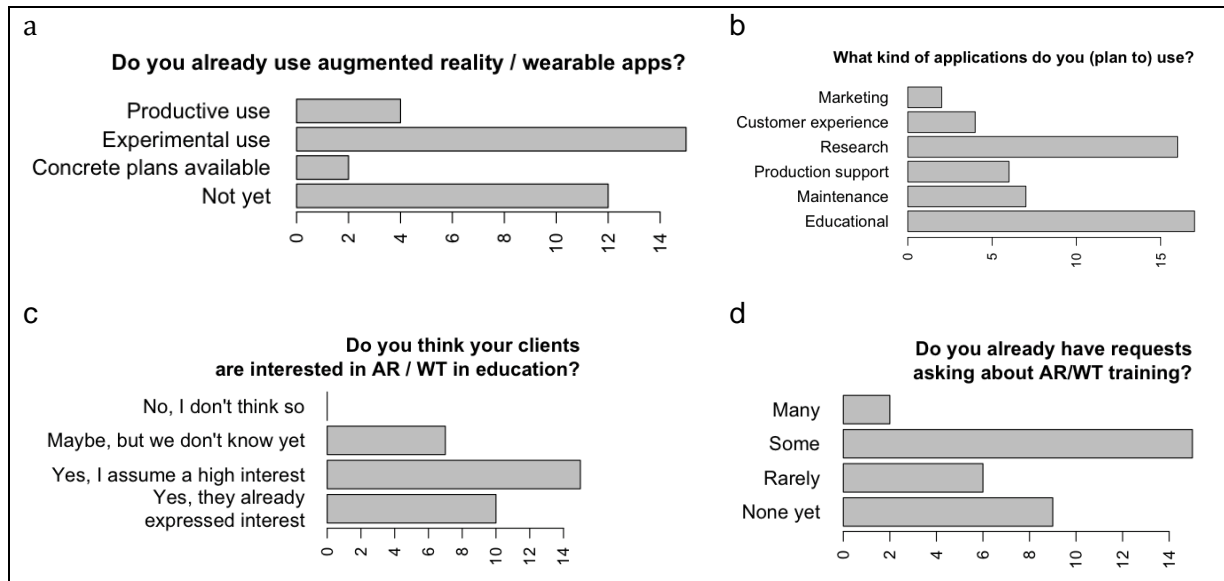 a
Do you already use augmented reality / wearable apps?
Productive use
Experimental use
Concrete plans available
Not yet
0 2 4 6 8 10 12 14
b
What kind of applications do you (plan to) use?
Marketing
Customer experience
Research
Production support
Maintenance
Educational
0 5 10 15
c
Do you think your clients
are interested in AR / WT in education?
No, I don't think so
Maybe, but we don't know yet
Yes, I assume a high interest
Yes, they already
expressed interest
0 2 4 6 8 10 14
d
Do you already have requests
asking about AR/WT training?
Many
Some
Rarely
None yet
0 2 4 6 8 10 12 14